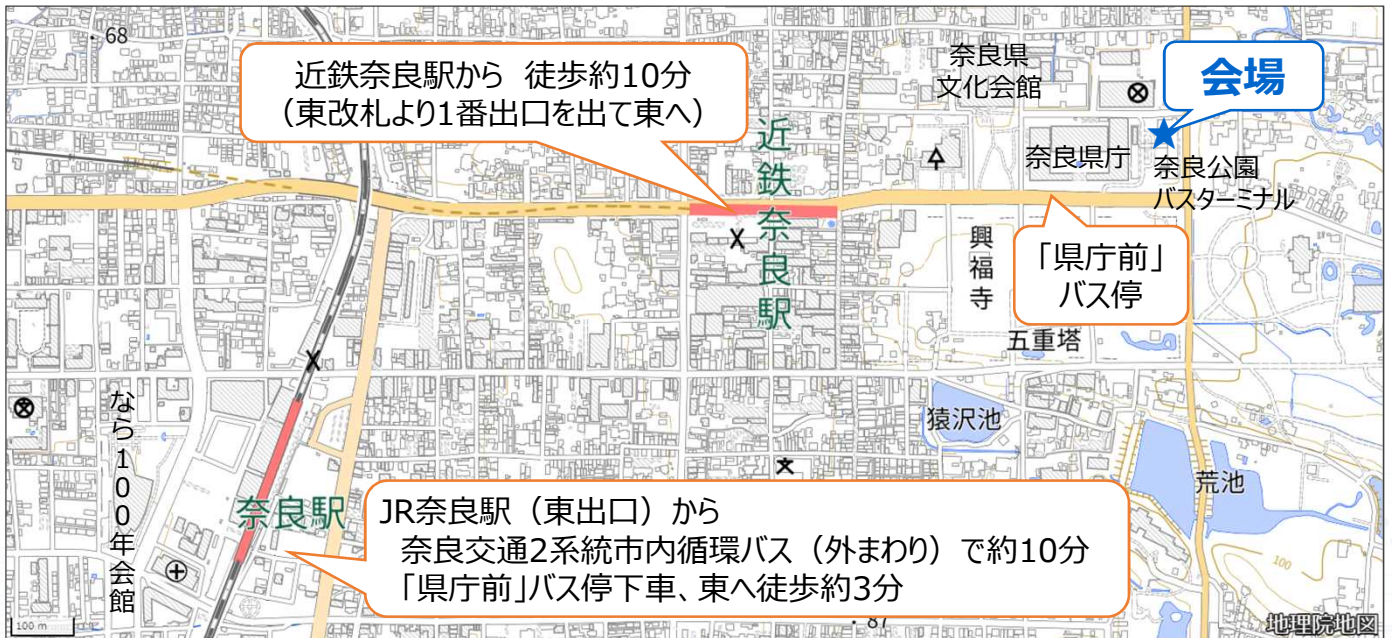 68
近鉄奈良駅から 徒歩約10分
（東改札より1番出口を出て東へ）
奈良県
文化会館
会場
近鉄奈良駅
奈良県庁
奈良公園
バスターミナル
興福寺
「県庁前」
バス停
五重塔
猿沢池
荒池
なら100年会館
奈良駅
JR奈良駅（東出口）から
奈良交通2系統市内循環バス（外まわり）で約10分
「県庁前」バス停下車、東へ徒歩約3分
100
100 m
87
地理院地図